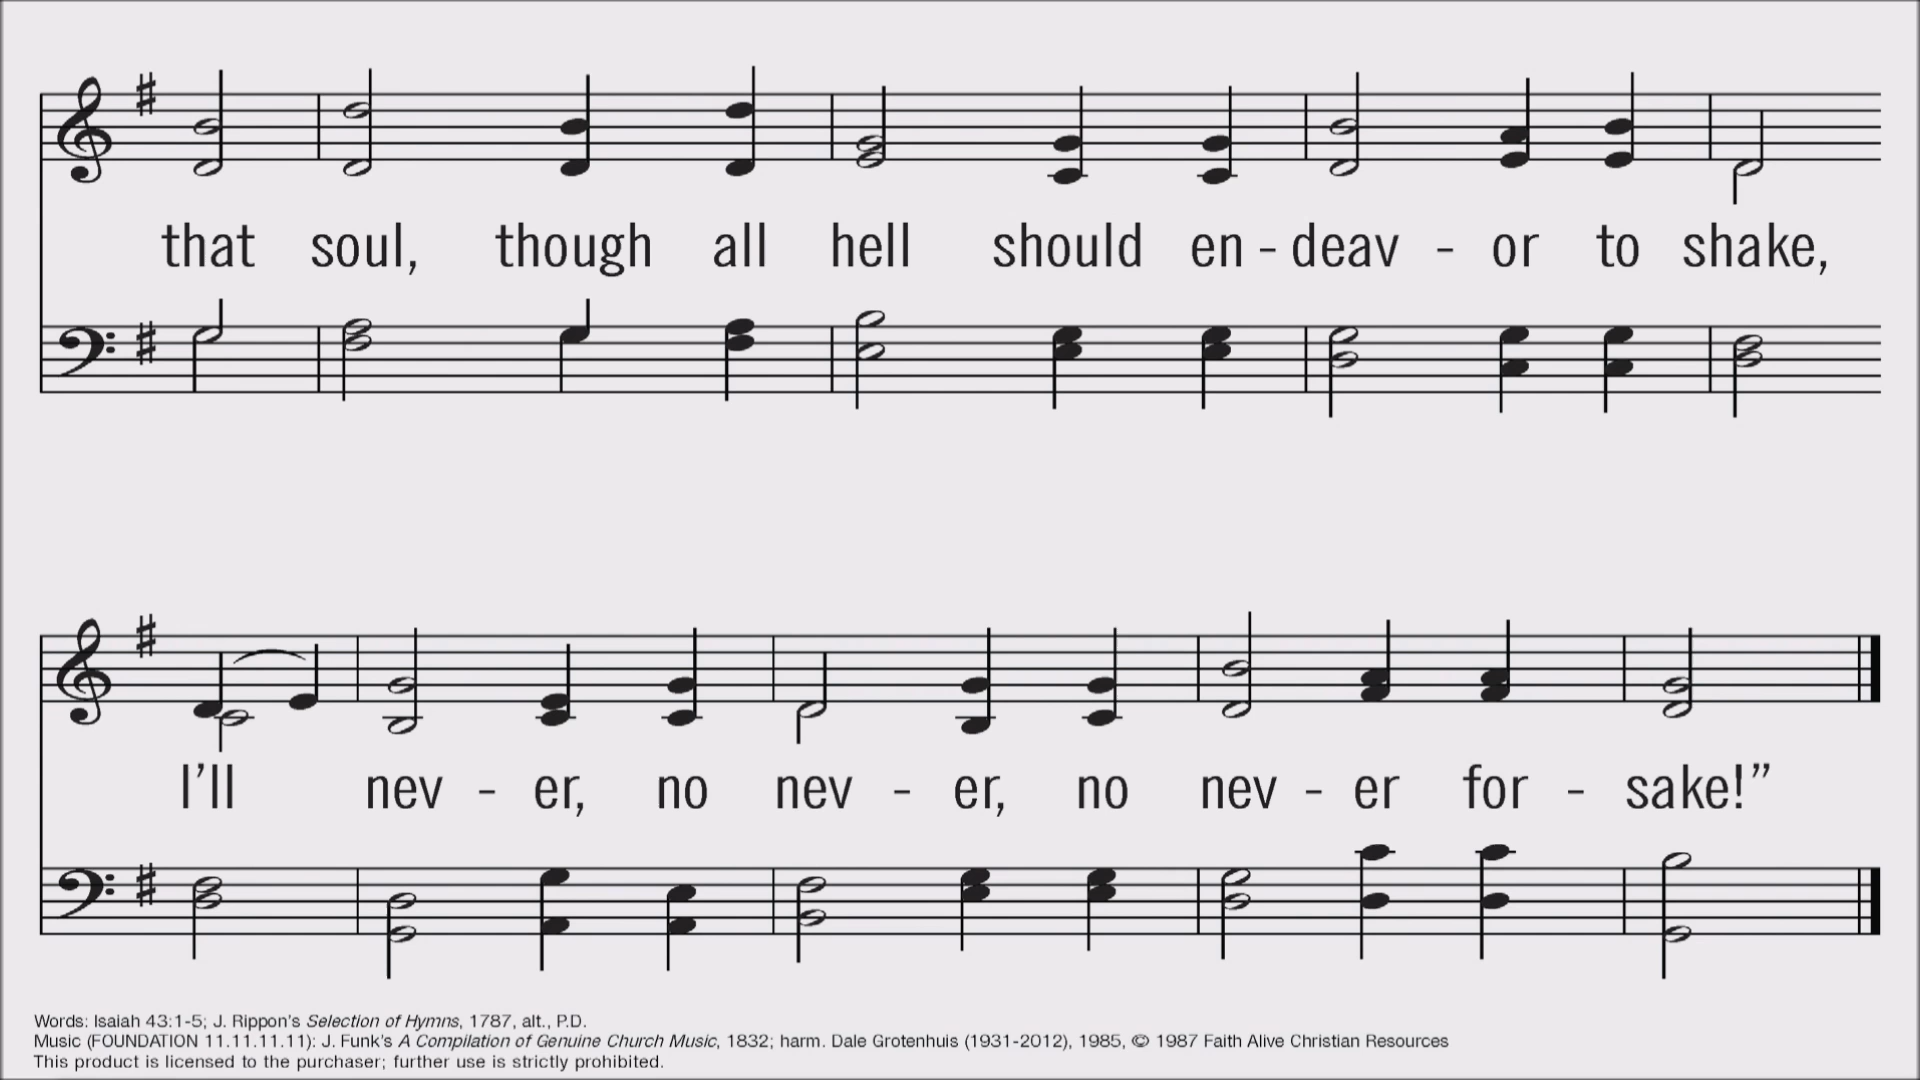 that soul, though all hell should en - deav - or to shake,
I’ll nev - er, no nev - er, no nev - er for - sake!”
Words: Isaiah 43:1-5; J. Rippon’s Selection of Hymns, 1787, alt., P.D.
Music (FOUNDATION 11.11.11.11): J. Funk’s A Compilation of Genuine Church Music, 1832; harm. Dale Grotenhuis (1931-2012), 1985, © 1987 Faith Alive Christian Resources
This product is licensed to the purchaser; further use is strictly prohibited.